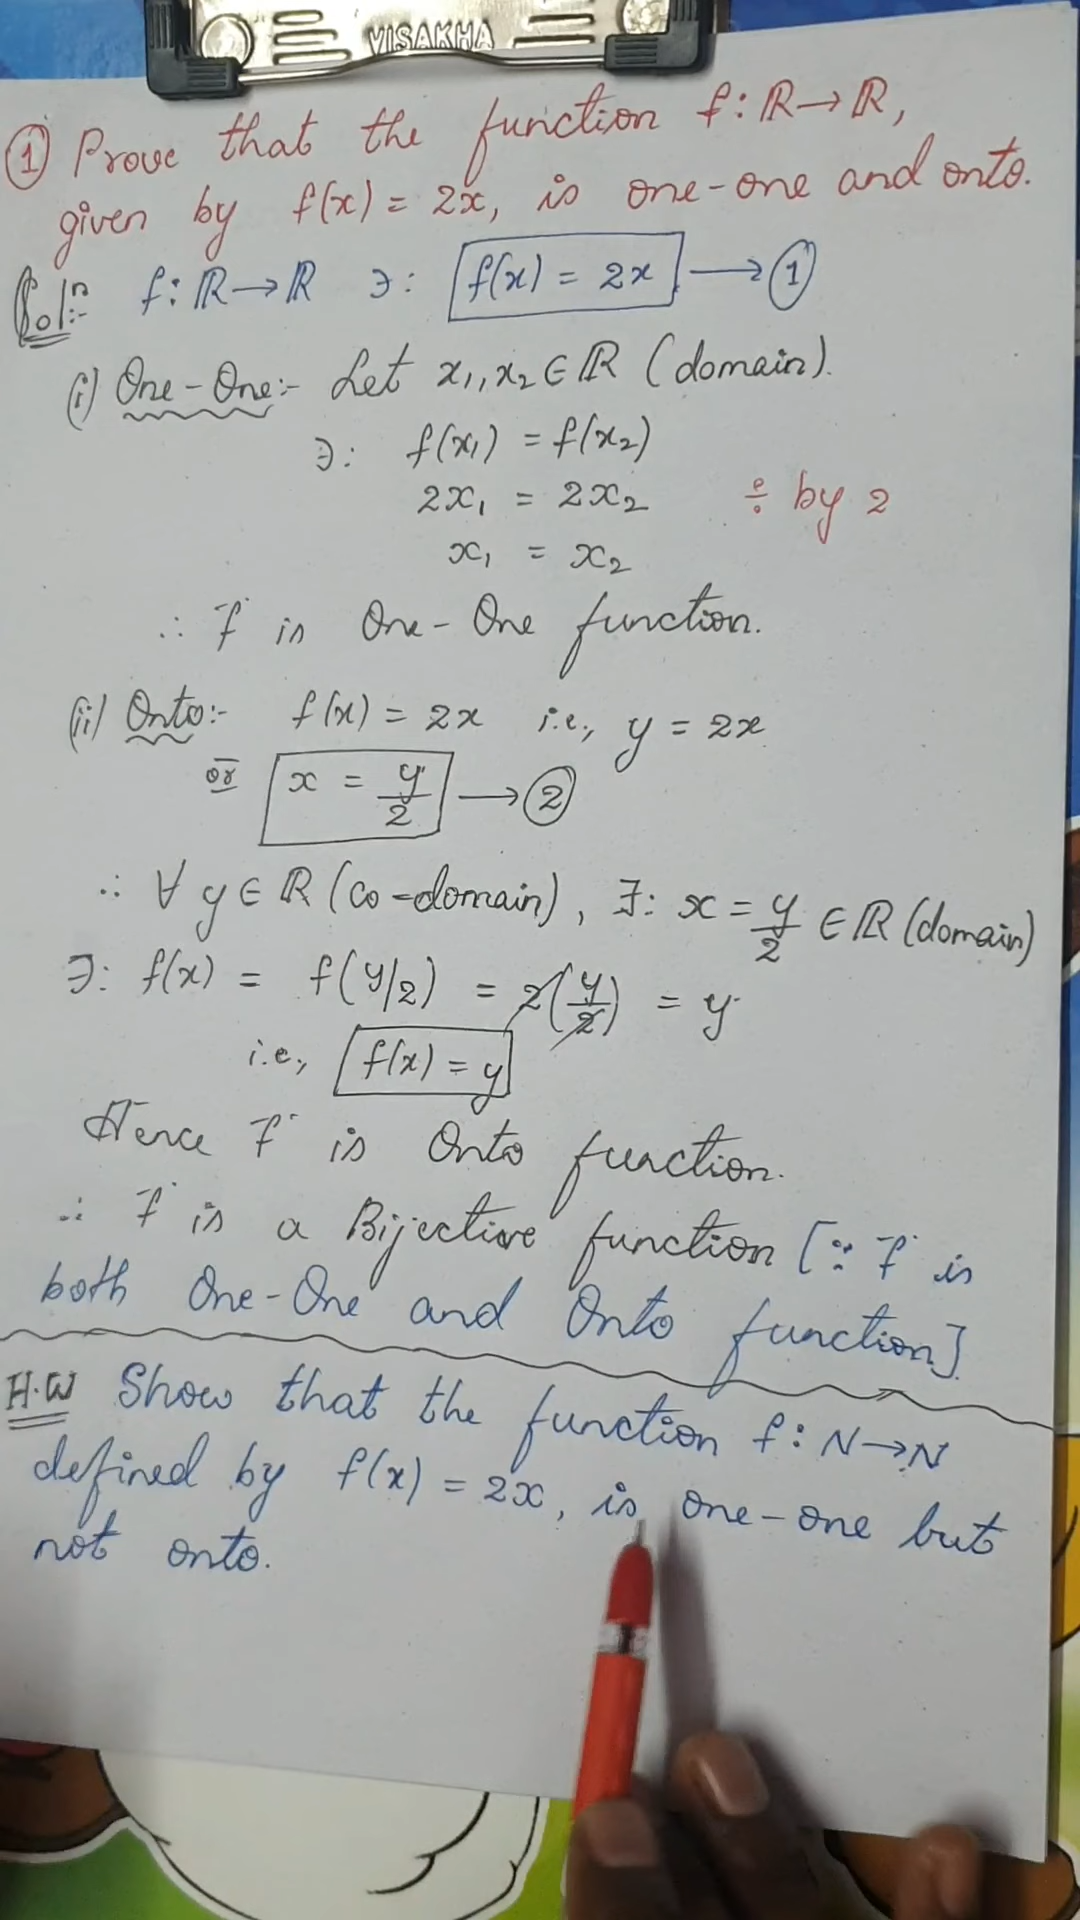 VISAKHA
① Prove that the function f: ℝ→ℝ,
given by f(x) = 2x, is one-one and onto.
Solⁿ:- f: ℝ→ℝ ∋: f(x) = 2x → ①
(i) One-One:- Let x₁, x₂ ∈ ℝ (domain).
∋: f(x₁) = f(x₂)
2x₁ = 2x₂ ÷ by 2
x₁ = x₂
∴ 'f' is One-One function.
(ii) Onto:- f(x) = 2x i.e., y = 2x
or x = y/2 → ②
∴ ∀ y ∈ ℝ (co-domain), ∃: x = y/2 ∈ ℝ (domain)
∋: f(x) = f(y/2) = 2(y/2) = y
i.e., f(x) = y
Hence 'f' is Onto function.
∴ 'f' is a Bijective function [∵ 'f' is
both One-One and Onto function].
H.W Show that the function f: N→N
defined by f(x) = 2x, is one-one but
not onto.